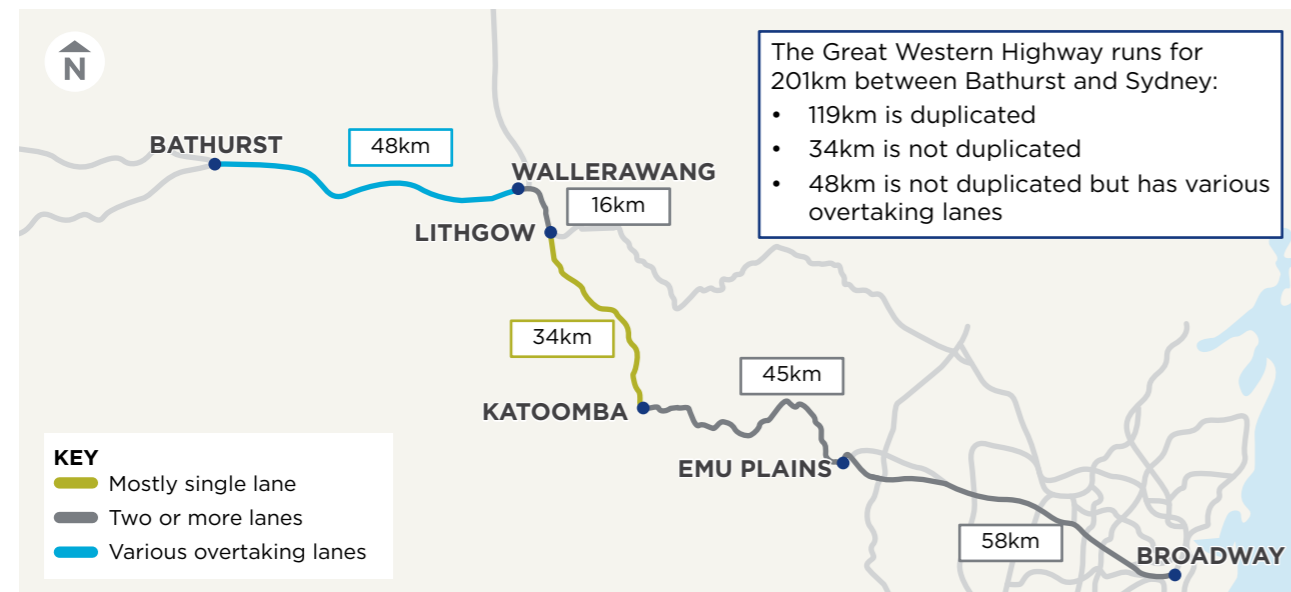 N
The Great Western Highway runs for
201km between Bathurst and Sydney:
• 119km is duplicated
• 34km is not duplicated
• 48km is not duplicated but has various
overtaking lanes
BATHURST
48km
WALLERAWANG
16km
LITHGOW
34km
45km
KATOOMBA
EMU PLAINS
58km
BROADWAY
KEY
Mostly single lane
Two or more lanes
Various overtaking lanes